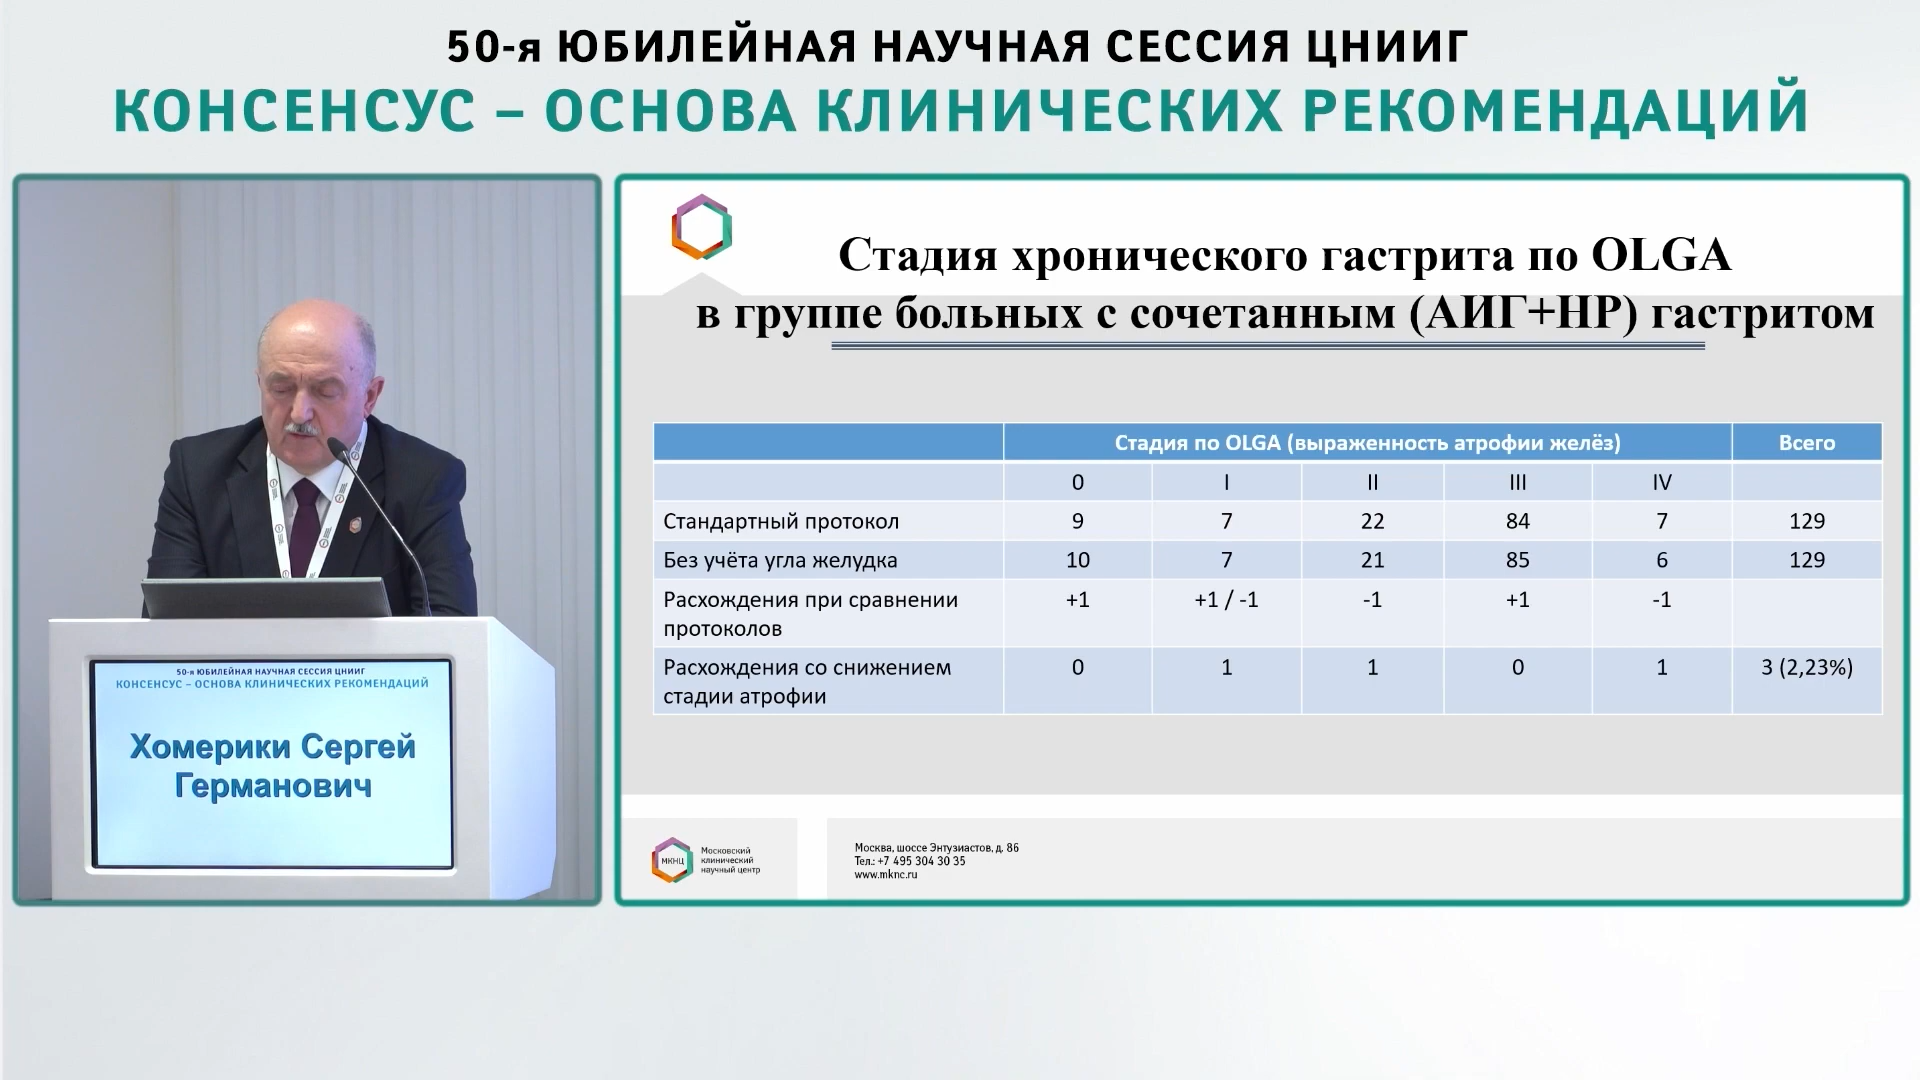 50-я ЮБИЛЕЙНАЯ НАУЧНАЯ СЕССИЯ ЦНИИГ
КОНСЕНСУС – ОСНОВА КЛИНИЧЕСКИХ РЕКОМЕНДАЦИЙ
50-я ЮБИЛЕЙНАЯ НАУЧНАЯ СЕССИЯ ЦНИИГ
КОНСЕНСУС – ОСНОВА КЛИНИЧЕСКИХ РЕКОМЕНДАЦИЙ
Хомерики Сергей
Германович
Стадия хронического гастрита по OLGA
в группе больных с сочетанным (АИГ+HP) гастритом
Стадия по OLGA (выраженность атрофии желёз) Всего
0 I II III IV
Стандартный протокол 9 7 22 84 7 129
Без учёта угла желудка 10 7 21 85 6 129
Расхождения при сравнении +1 +1 / -1 -1 +1 -1
протоколов
Расхождения со снижением 0 1 1 0 1 3 (2,23%)
стадии атрофии
МКНЦ
Московский
клинический
научный центр
Москва, шоссе Энтузиастов, д. 86
Тел.: +7 495 304 30 35
www.mknc.ru